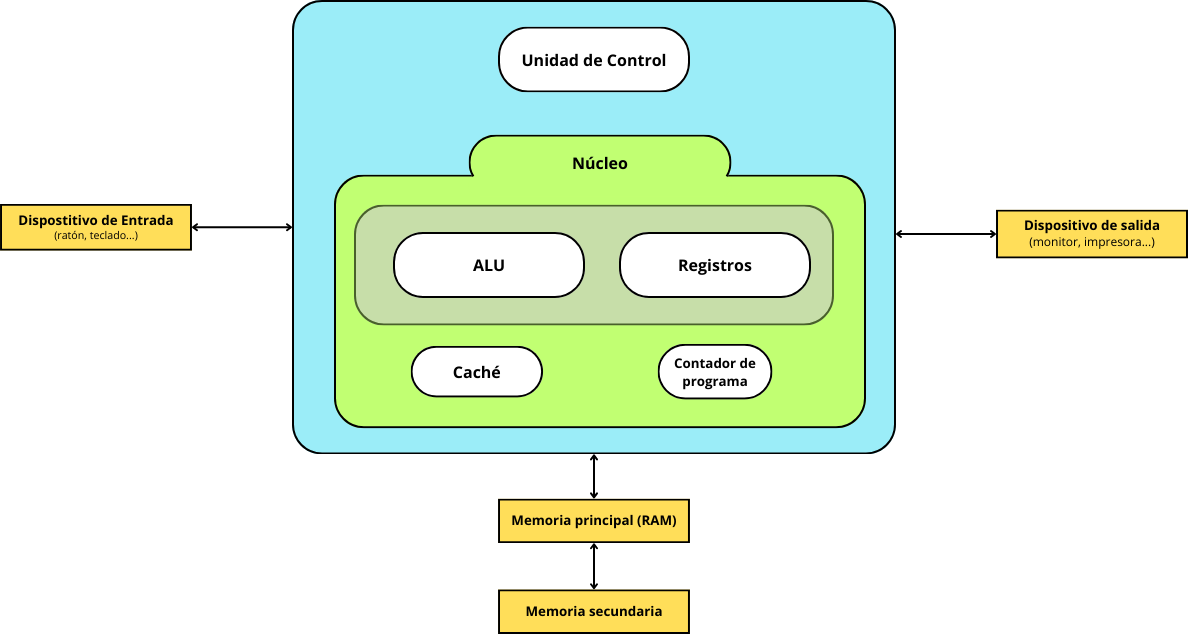 Unidad de Control
Núcleo
Dispostitivo de Entrada
(ratón, teclado...)
Dispositivo de salida
(monitor, impresora...)
ALU
Registros
Caché
Contador de
programa
Memoria principal (RAM)
Memoria secundaria